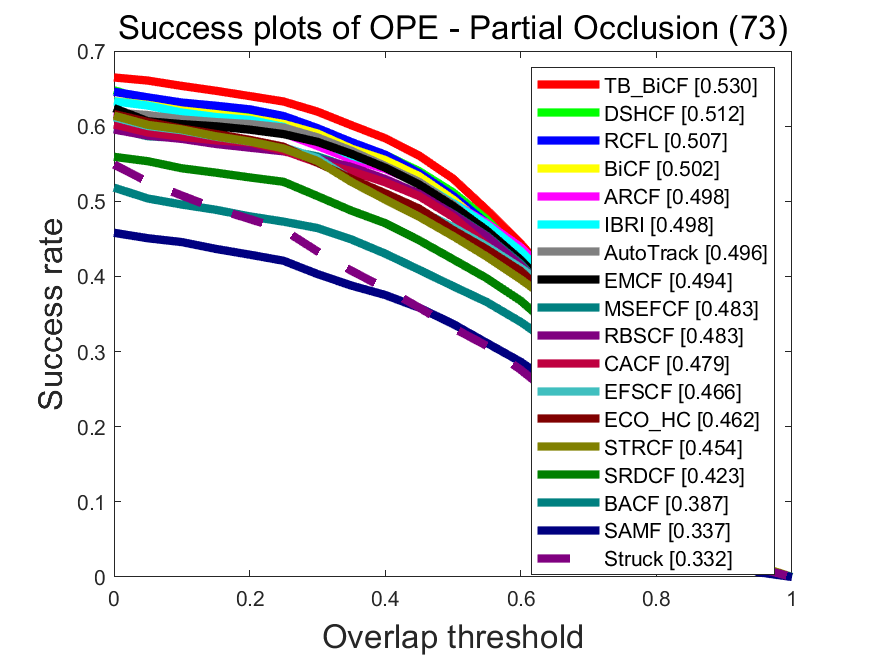 Success plots of OPE - Partial Occlusion (73)
0.7
0.6
0.5
0.4
0.3
0.2
0.1
0
Success rate
TB_BiCF [0.530]
DSHCF [0.512]
RCFL [0.507]
BiCF [0.502]
ARCF [0.498]
IBRI [0.498]
AutoTrack [0.496]
EMCF [0.494]
MSEFCF [0.483]
RBSCF [0.483]
CACF [0.479]
EFSCF [0.466]
ECO_HC [0.462]
STRCF [0.454]
SRDCF [0.423]
BACF [0.387]
SAMF [0.337]
Struck [0.332]
0 0.2 0.4 0.6 0.8 1
Overlap threshold